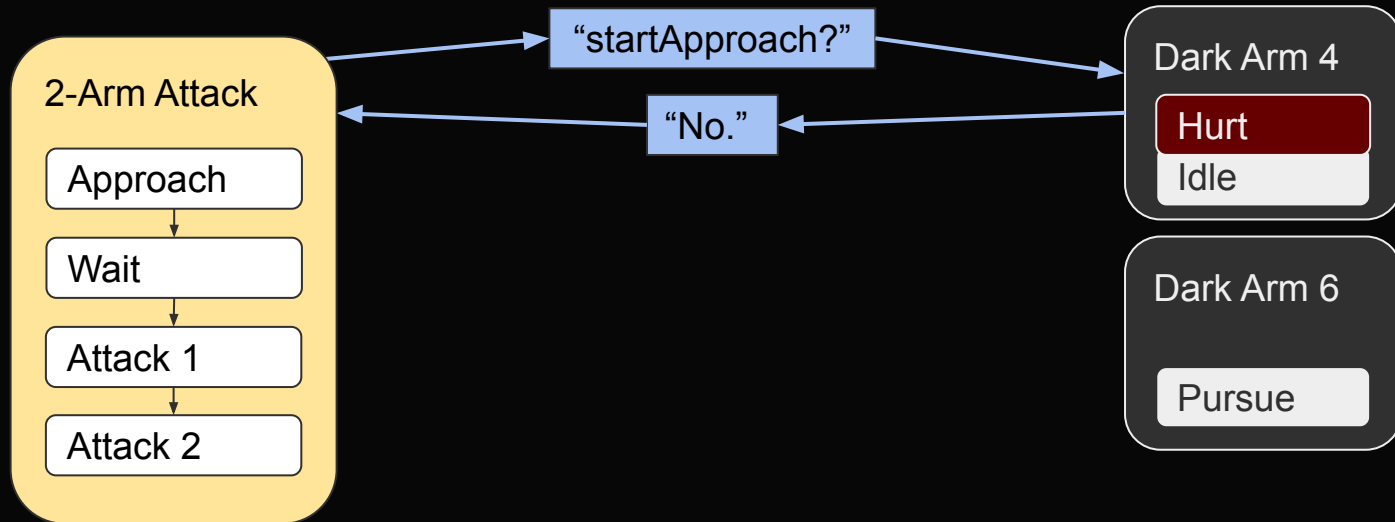 2-Arm Attack
Approach
Wait
Attack 1
Attack 2
“startApproach?”
“No.”
Dark Arm 4
Hurt
Idle
Dark Arm 6
Pursue